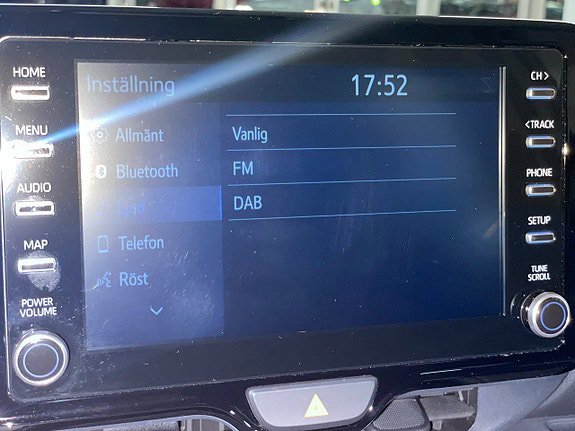 HOME
MENU
AUDIO
MAP
POWER
VOLUME
Inställning
17:52
Allmänt
Bluetooth
Telefon
Röst
Vanlig
FM
DAB
CH >
< TRACK
PHONE
SETUP
TUNE
SCROLL